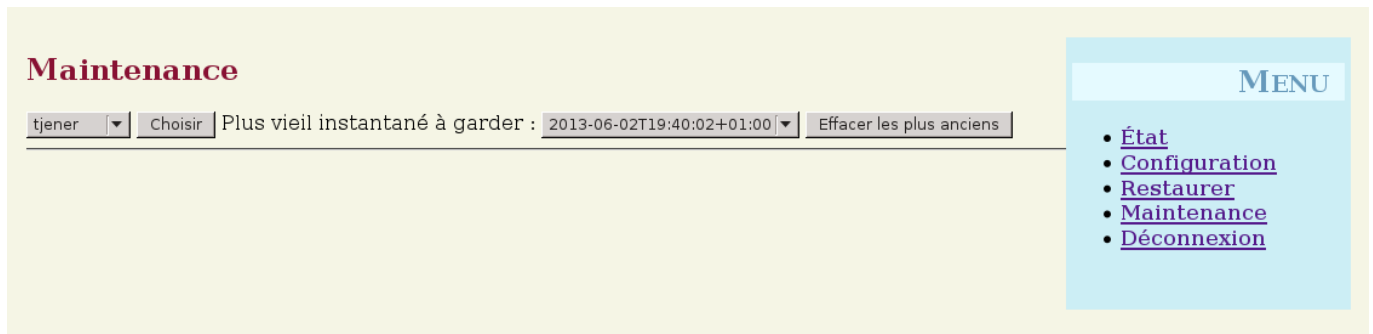 Maintenance
tjener Choisir Plus vieil instantané à garder : 2013-06-02T19:40:02+01:00 Effacer les plus anciens
MENU
État
Configuration
Restaurer
Maintenance
Déconnexion